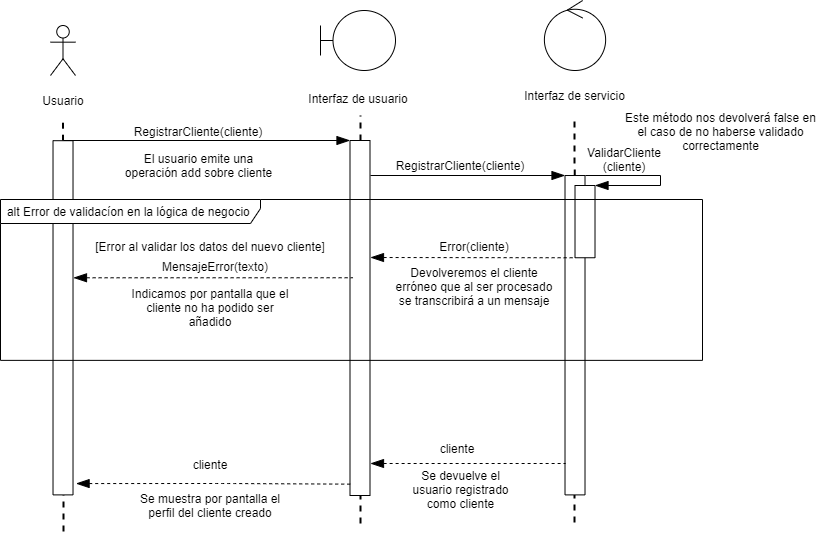 Usuario
Interfaz de usuario
Interfaz de servicio
Este método nos devolverá false en
el caso de no haberse validado
correctamente
RegistrarCliente(cliente)
El usuario emite una
operación add sobre cliente
RegistrarCliente(cliente)
ValidarCliente
(cliente)
alt Error de validacíon en la lógica de negocio
[Error al validar los datos del nuevo cliente]
MensajeError(texto)
Indicamos por pantalla que el
cliente no ha podido ser
añadido
Error(cliente)
Devolveremos el cliente
erróneo que al ser procesado
se transcribirá a un mensaje
cliente
Se devuelve el
usuario registrado
como cliente
cliente
Se muestra por pantalla el
perfil del cliente creado